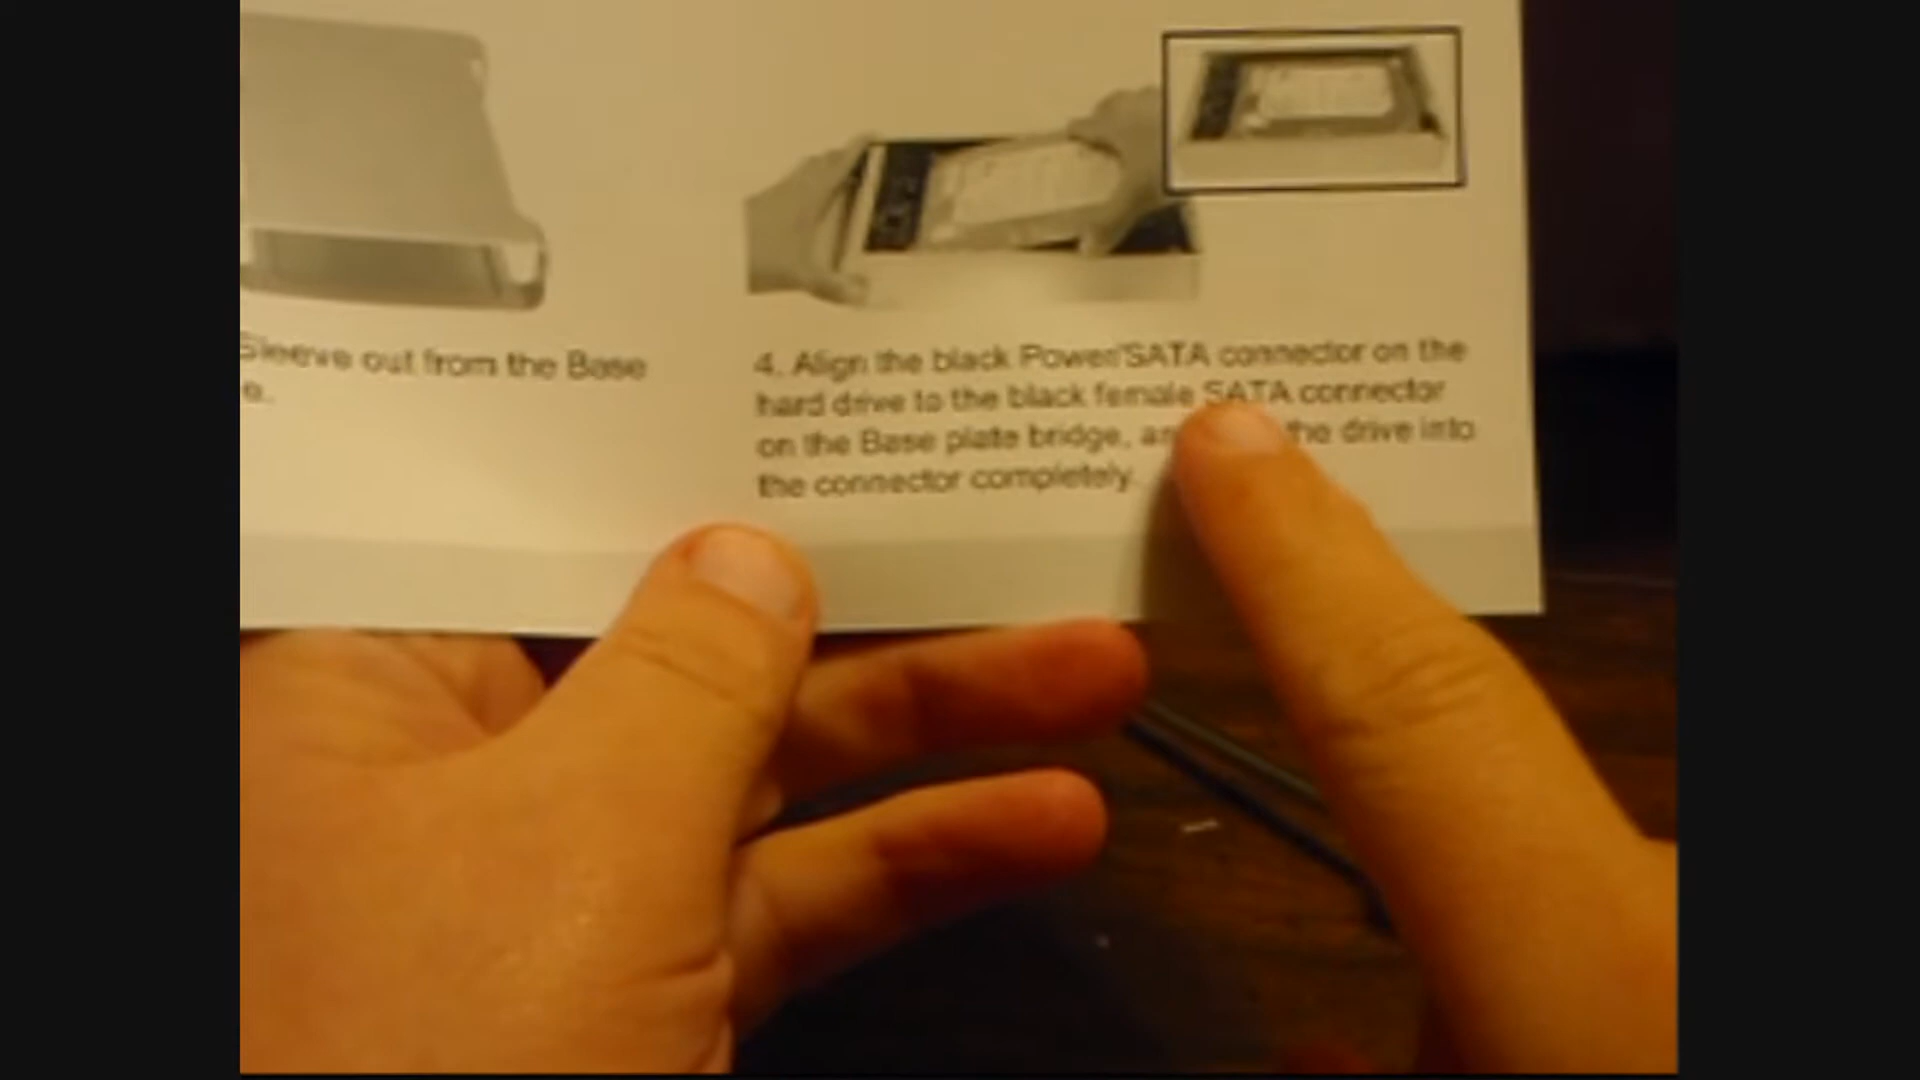 Sleeve out from the Base
e.
4. Align the black Power/SATA connector on the
hard drive to the black female SATA connector
on the Base plate bridge, an the drive into
the connector completely.